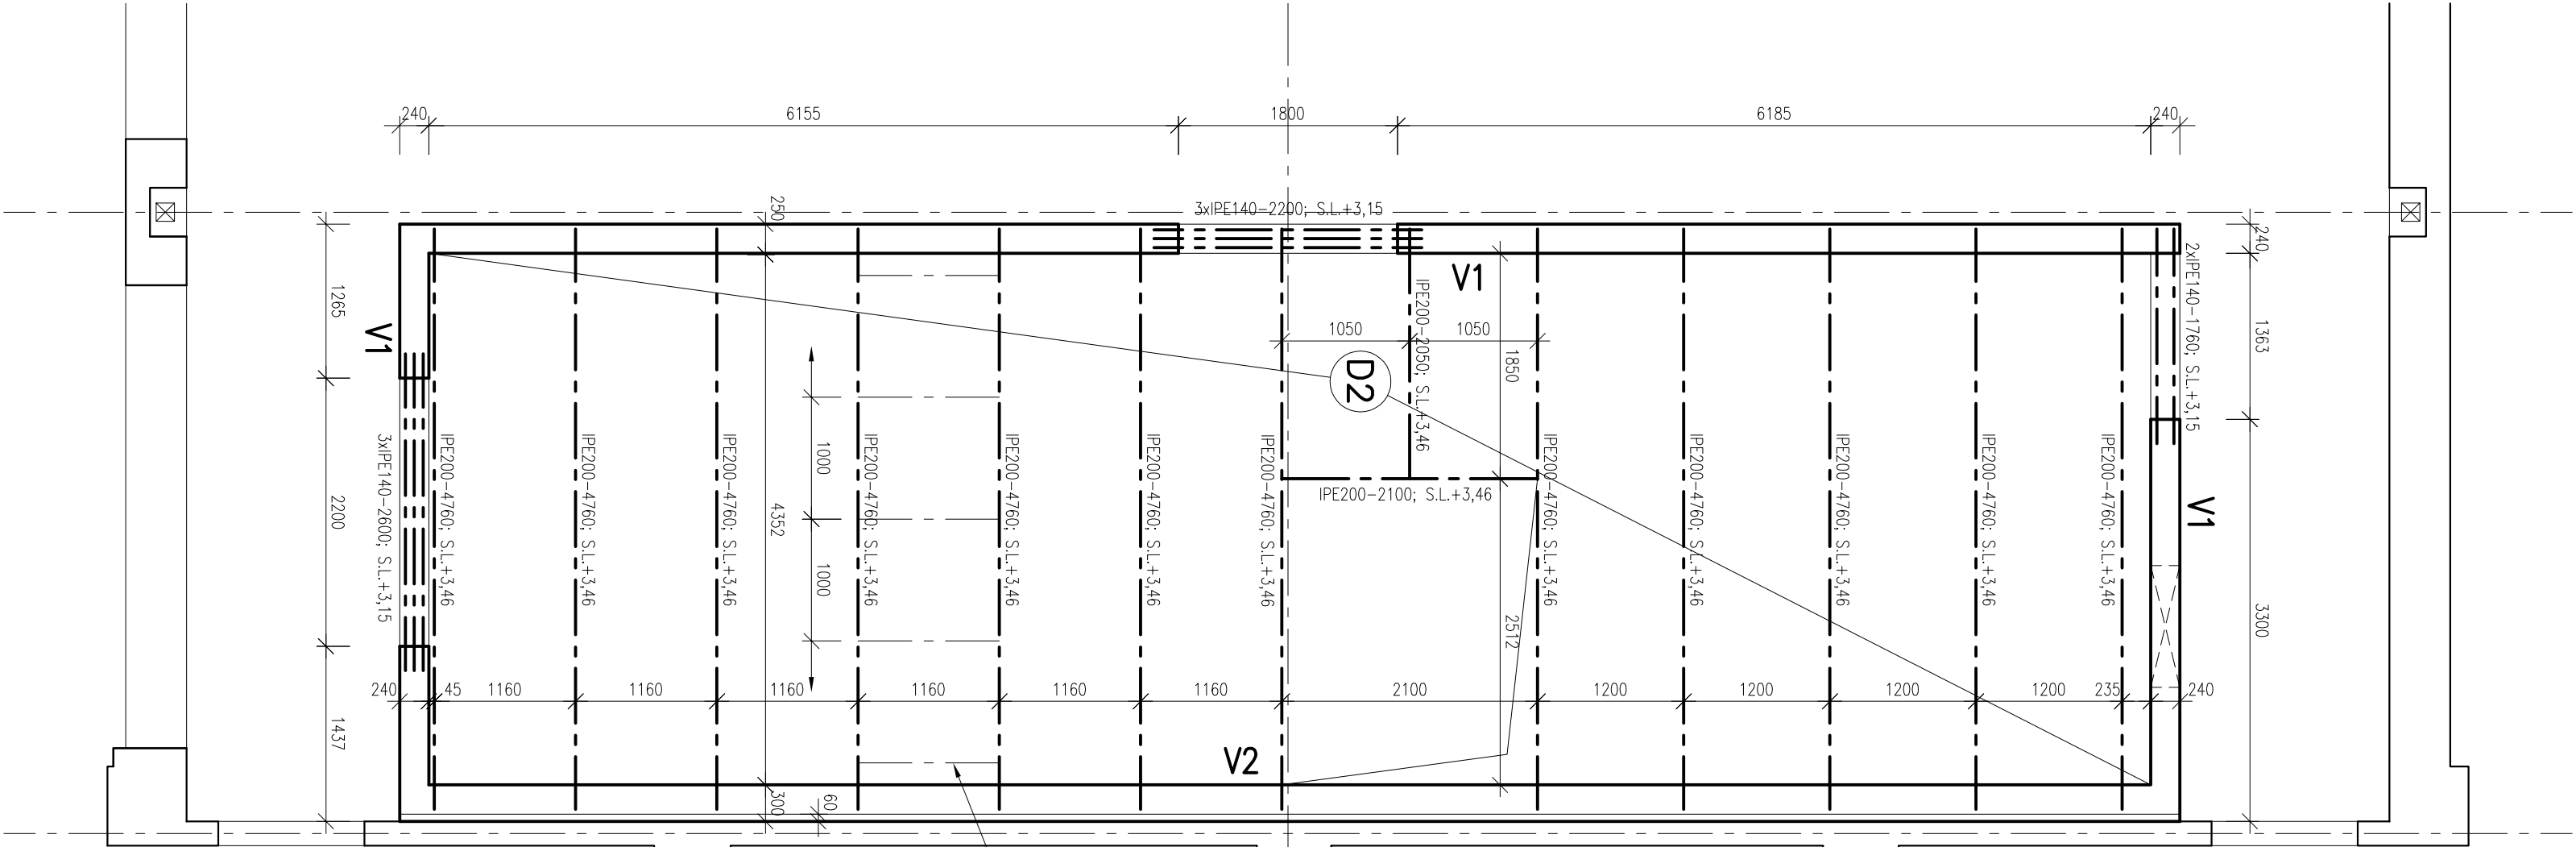 240
6155
1800
6185
240
3xIPE140-2200; S.L.+3,15
250
240
2xIPE140-1760; S.L.+3,15
V1
IPE200-2050; S.L.+3,46
1265
1363
V1
1050
1050
1850
D2
1000
3xIPE140-2600; S.L.+3,15
IPE200-4760; S.L.+3,46
IPE200-4760; S.L.+3,46
IPE200-4760; S.L.+3,46
IPE200-4760; S.L.+3,46
IPE200-4760; S.L.+3,46
IPE200-4760; S.L.+3,46
IPE200-4760; S.L.+3,46
IPE200-4760; S.L.+3,46
IPE200-4760; S.L.+3,46
IPE200-4760; S.L.+3,46
IPE200-4760; S.L.+3,46
IPE200-4760; S.L.+3,46
IPE200-2100; S.L.+3,46
2200
4352
V1
1000
2512
3300
240
45
1160
1160
1160
1160
1160
1160
2100
1200
1200
1200
1200
235
240
1437
V2
300
60